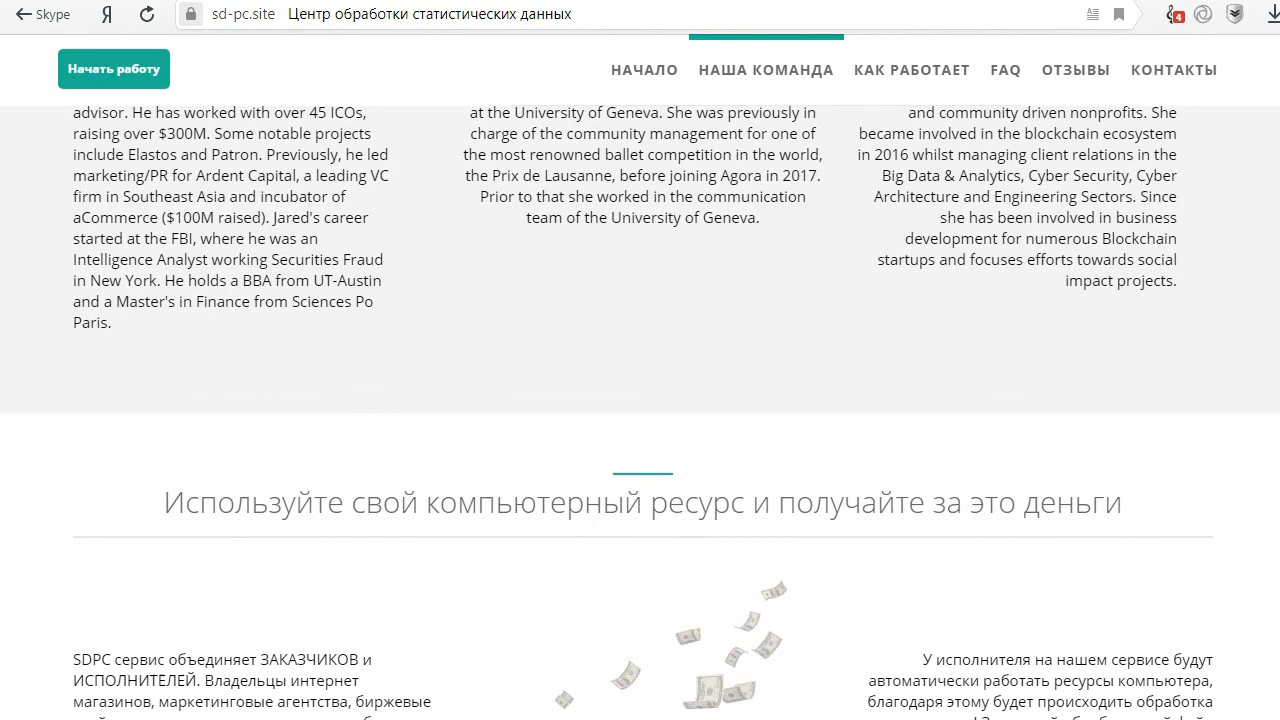 Skype
Я
sd-pc.site Центр обработки статистических данных
4
Начать работу
НАЧАЛО НАША КОМАНДА КАК РАБОТАЕТ FAQ ОТЗЫВЫ КОНТАКТЫ
advisor. He has worked with over 45 ICOs,
raising over $300M. Some notable projects
include Elastos and Patron. Previously, he led
marketing/PR for Ardent Capital, a leading VC
firm in Southeast Asia and incubator of
aCommerce ($100M raised). Jared's career
started at the FBI, where he was an
Intelligence Analyst working Securities Fraud
in New York. He holds a BBA from UT-Austin
and a Master's in Finance from Sciences Po
Paris.
at the University of Geneva. She was previously in
charge of the community management for one of
the most renowned ballet competition in the world,
the Prix de Lausanne, before joining Agora in 2017.
Prior to that she worked in the communication
team of the University of Geneva.
and community driven nonprofits. She
became involved in the blockchain ecosystem
in 2016 whilst managing client relations in the
Big Data & Analytics, Cyber Security, Cyber
Architecture and Engineering Sectors. Since
she has been involved in business
development for numerous Blockchain
startups and focuses efforts towards social
impact projects.
Используйте свой компьютерный ресурс и получайте за это деньги
SDPC сервис объединяет ЗАКАЗЧИКОВ и
ИСПОЛНИТЕЛЕЙ. Владельцы интернет
магазинов, маркетинговые агентства, биржевые
У исполнителя на нашем сервисе будут
автоматически работать ресурсы компьютера,
благодаря этому будет происходить обработка